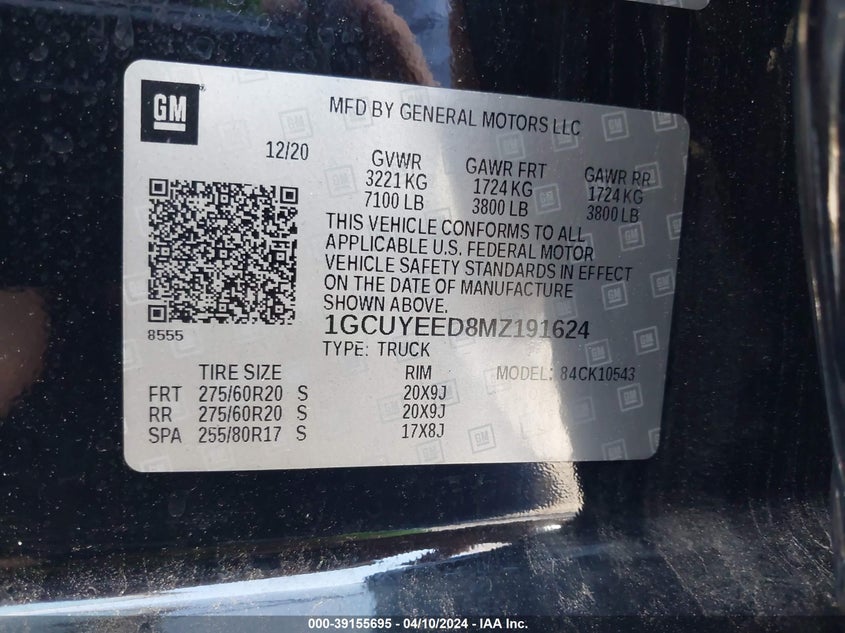 GM
MFD BY GENERAL MOTORS LLC
12/20
GVWR
3221 KG
7100 LB
GAWR FRT
1724 KG
3800 LB
GAWR RR
1724 KG
3800 LB
THIS VEHICLE CONFORMS TO ALL
APPLICABLE U.S. FEDERAL MOTOR
VEHICLE SAFETY STANDARDS IN EFFECT
ON THE DATE OF MANUFACTURE
SHOWN ABOVE.
8555
1GCUYEED8MZ191624
TYPE: TRUCK
MODEL: 84CK10543
TIRE SIZE RIM
FRT 275/60R20 S 20X9J
RR 275/60R20 S 20X9J
SPA 255/80R17 S 17X8J
000-39155695 - 04/10/2024 - IAA Inc.